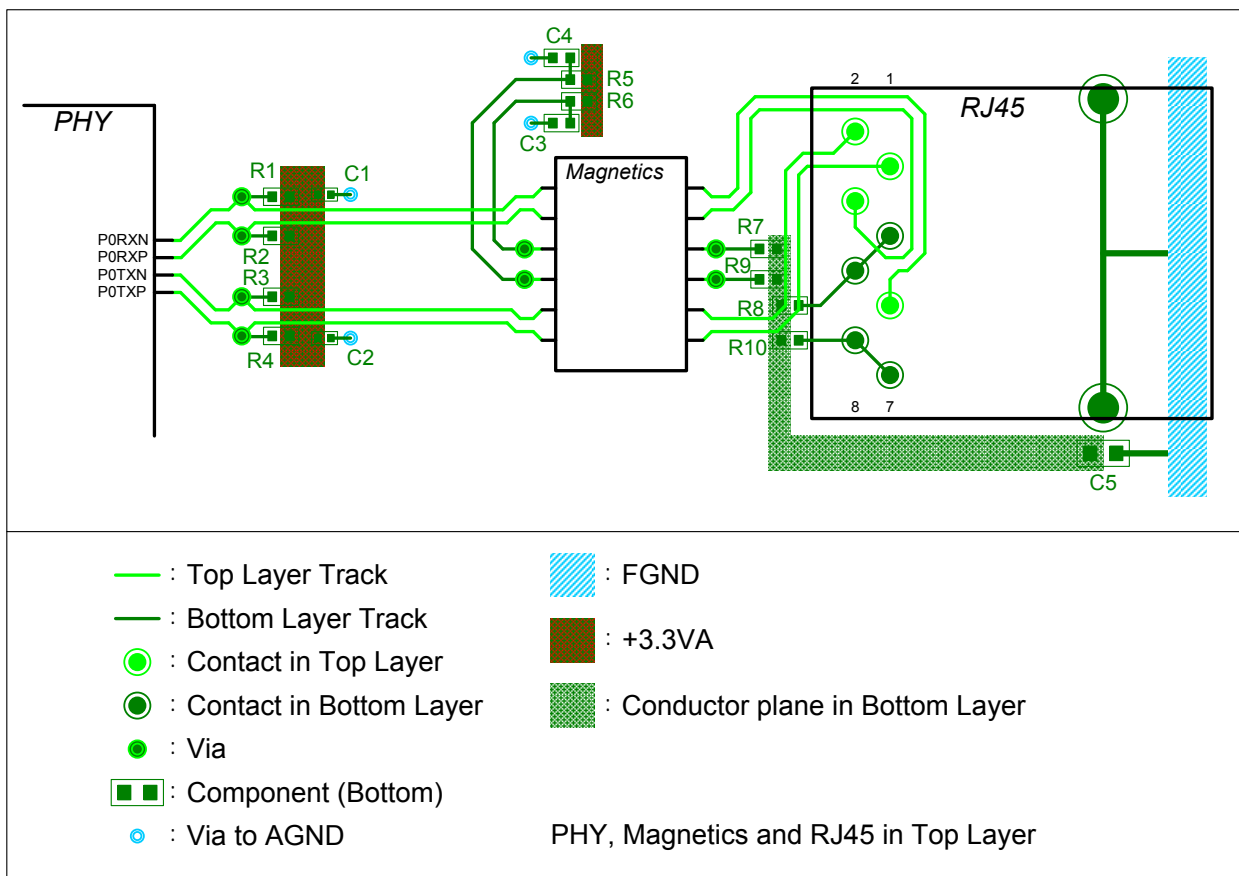 C4
R5
R6
C3
2 1
RJ45
PHY
R1
C1
Magnetics
P0RXN
P0RXP
P0TXN
P0TXP
R2
R3
R4
C2
R7
R9
R8
R10
8 7
C5
: Top Layer Track
: Bottom Layer Track
: Contact in Top Layer
: Contact in Bottom Layer
: Via
: Component (Bottom)
: Via to AGND
: FGND
: +3.3VA
: Conductor plane in Bottom Layer
PHY, Magnetics and RJ45 in Top Layer